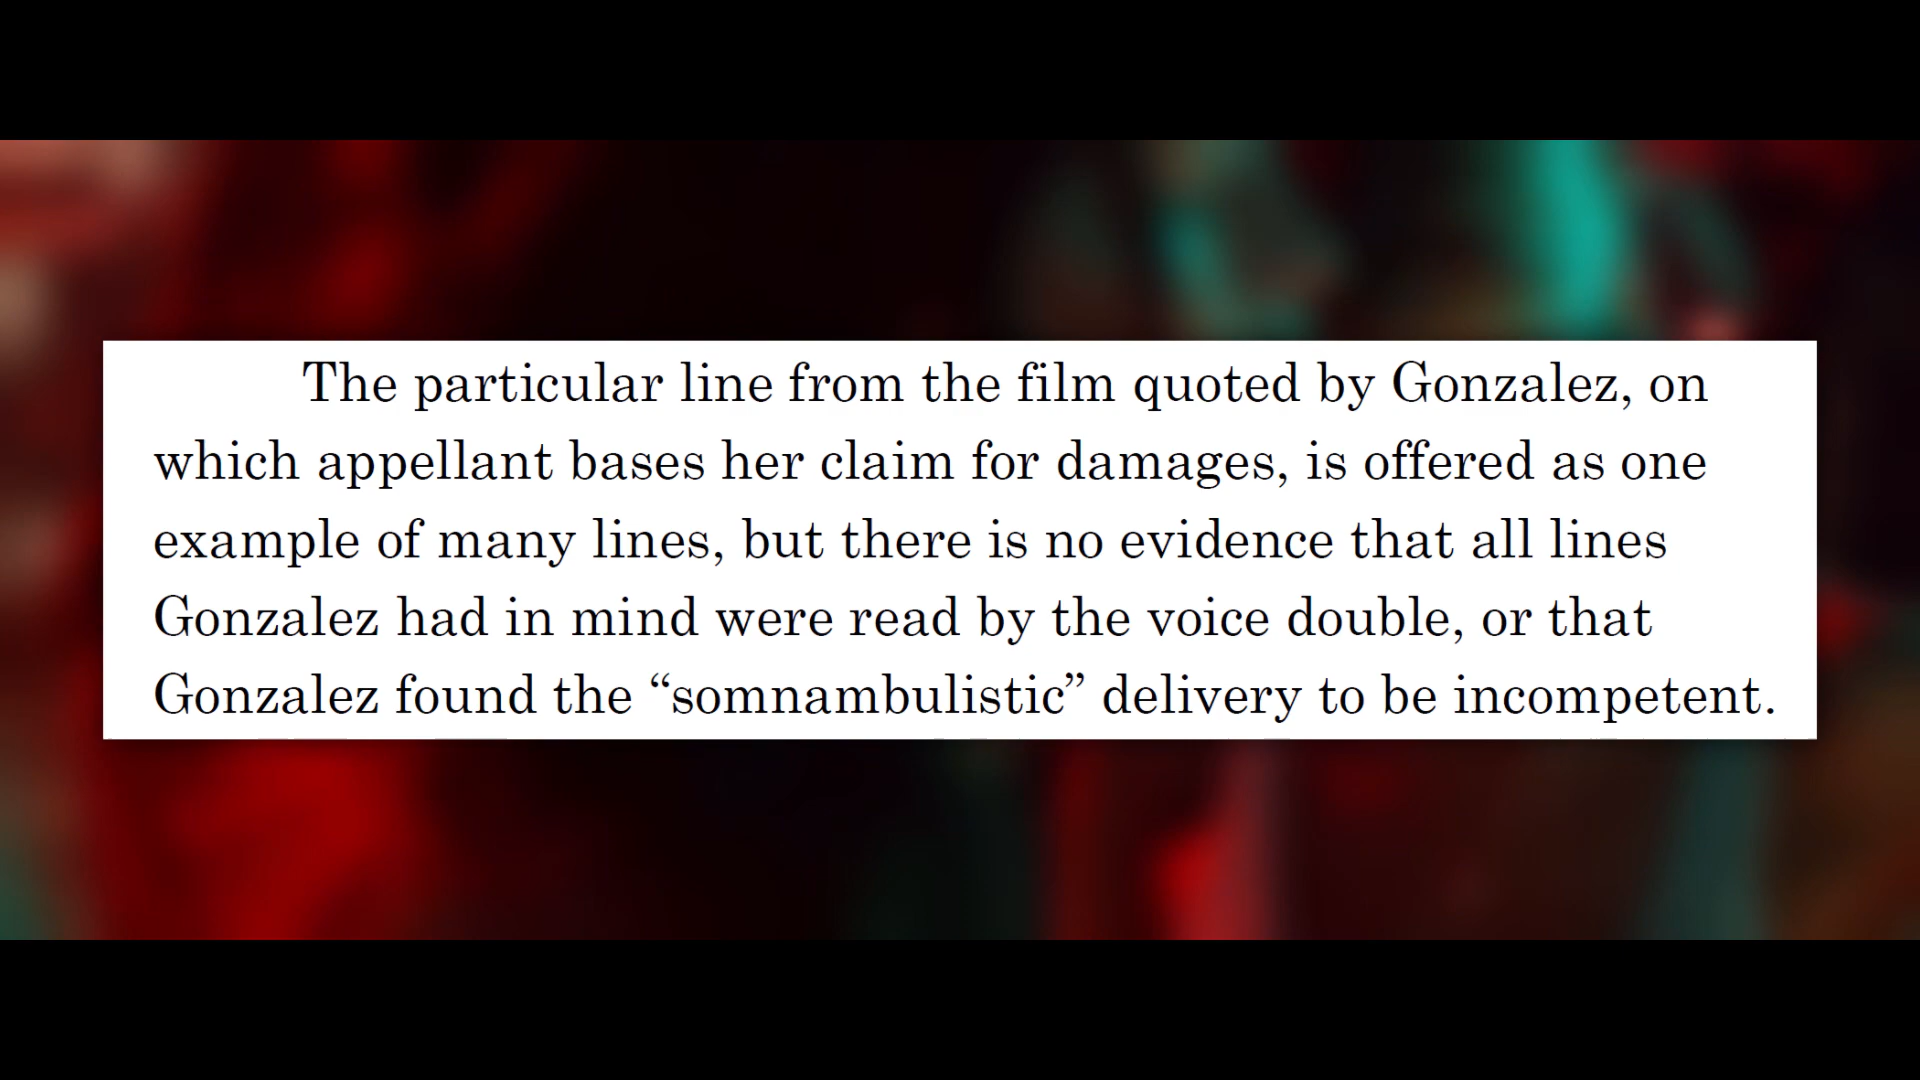 The particular line from the film quoted by Gonzalez, on
which appellant bases her claim for damages, is offered as one
example of many lines, but there is no evidence that all lines
Gonzalez had in mind were read by the voice double, or that
Gonzalez found the “somnambulistic” delivery to be incompetent.